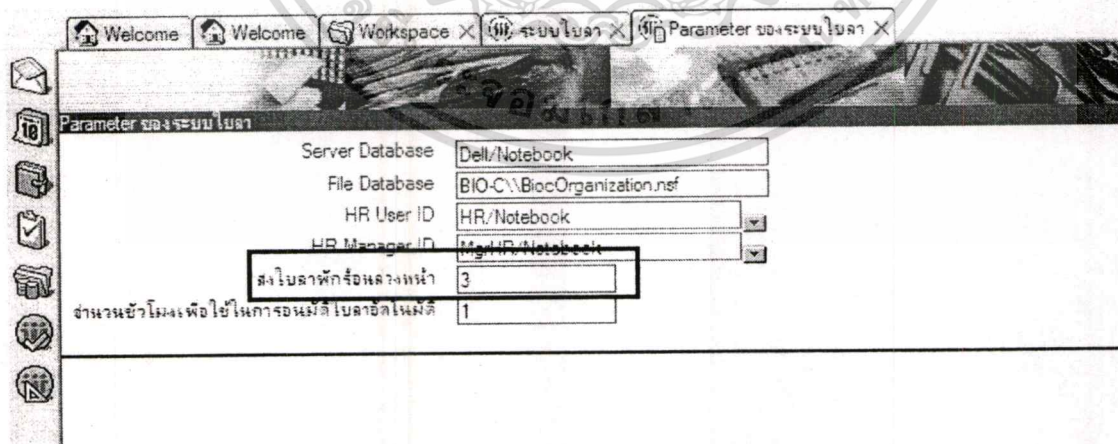 Welcome Welcome Workspace ระบบใบลา Parameter ของระบบใบลา
Parameter ของระบบใบลา
Server Database Dell/Notebook
File Database BIO-C\\BiocOrganization.nsf
HR User ID HR/Notebook
HR Manager ID MgrHR/Notebook
ส่งใบลาพักร้อนล่วงหน้า 3
จำนวนชั่วโมงเพื่อใช้ในการอนมัติใบลาอัตโนมัติ 1